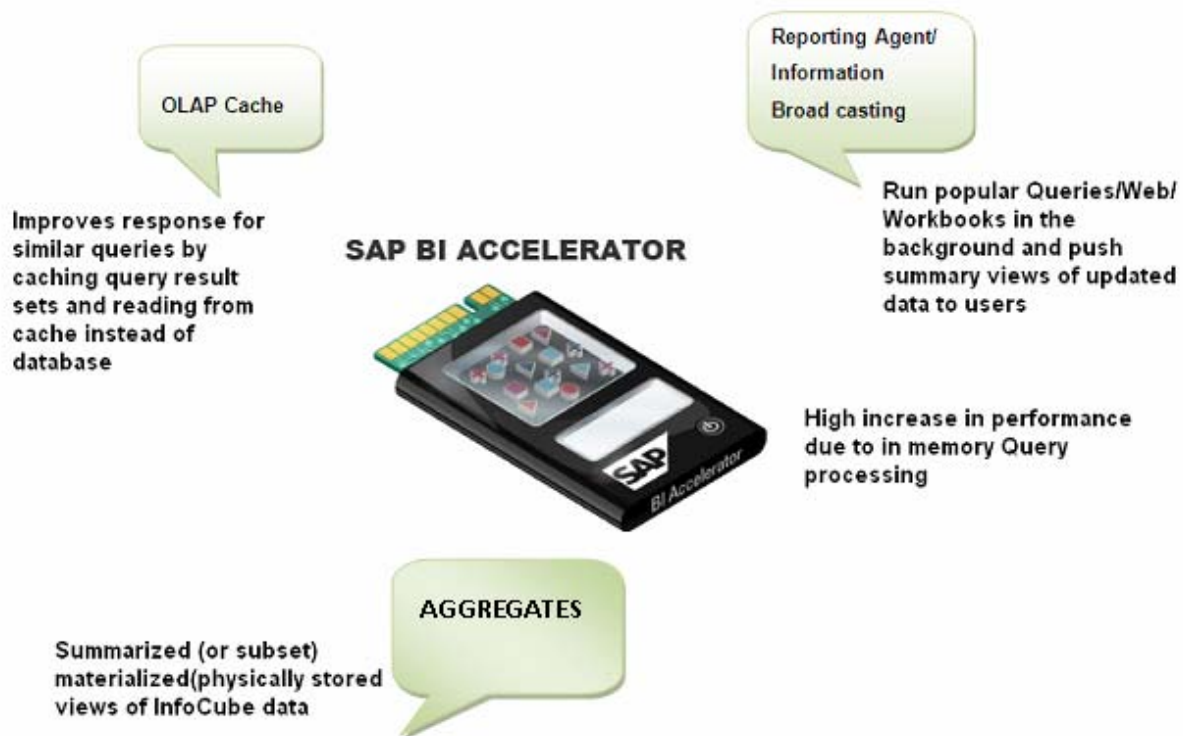 OLAP Cache
Improves response for
similar queries by
caching query result
sets and reading from
cache instead of
database
Reporting Agent/
Information
Broad casting
Run popular Queries/Web/
Workbooks in the
background and push
summary views of updated
data to users
SAP BI ACCELERATOR
SAP
BI Accelerator
High increase in performance
due to in memory Query
processing
AGGREGATES
Summarized (or subset)
materialized(physically stored
views of InfoCube data